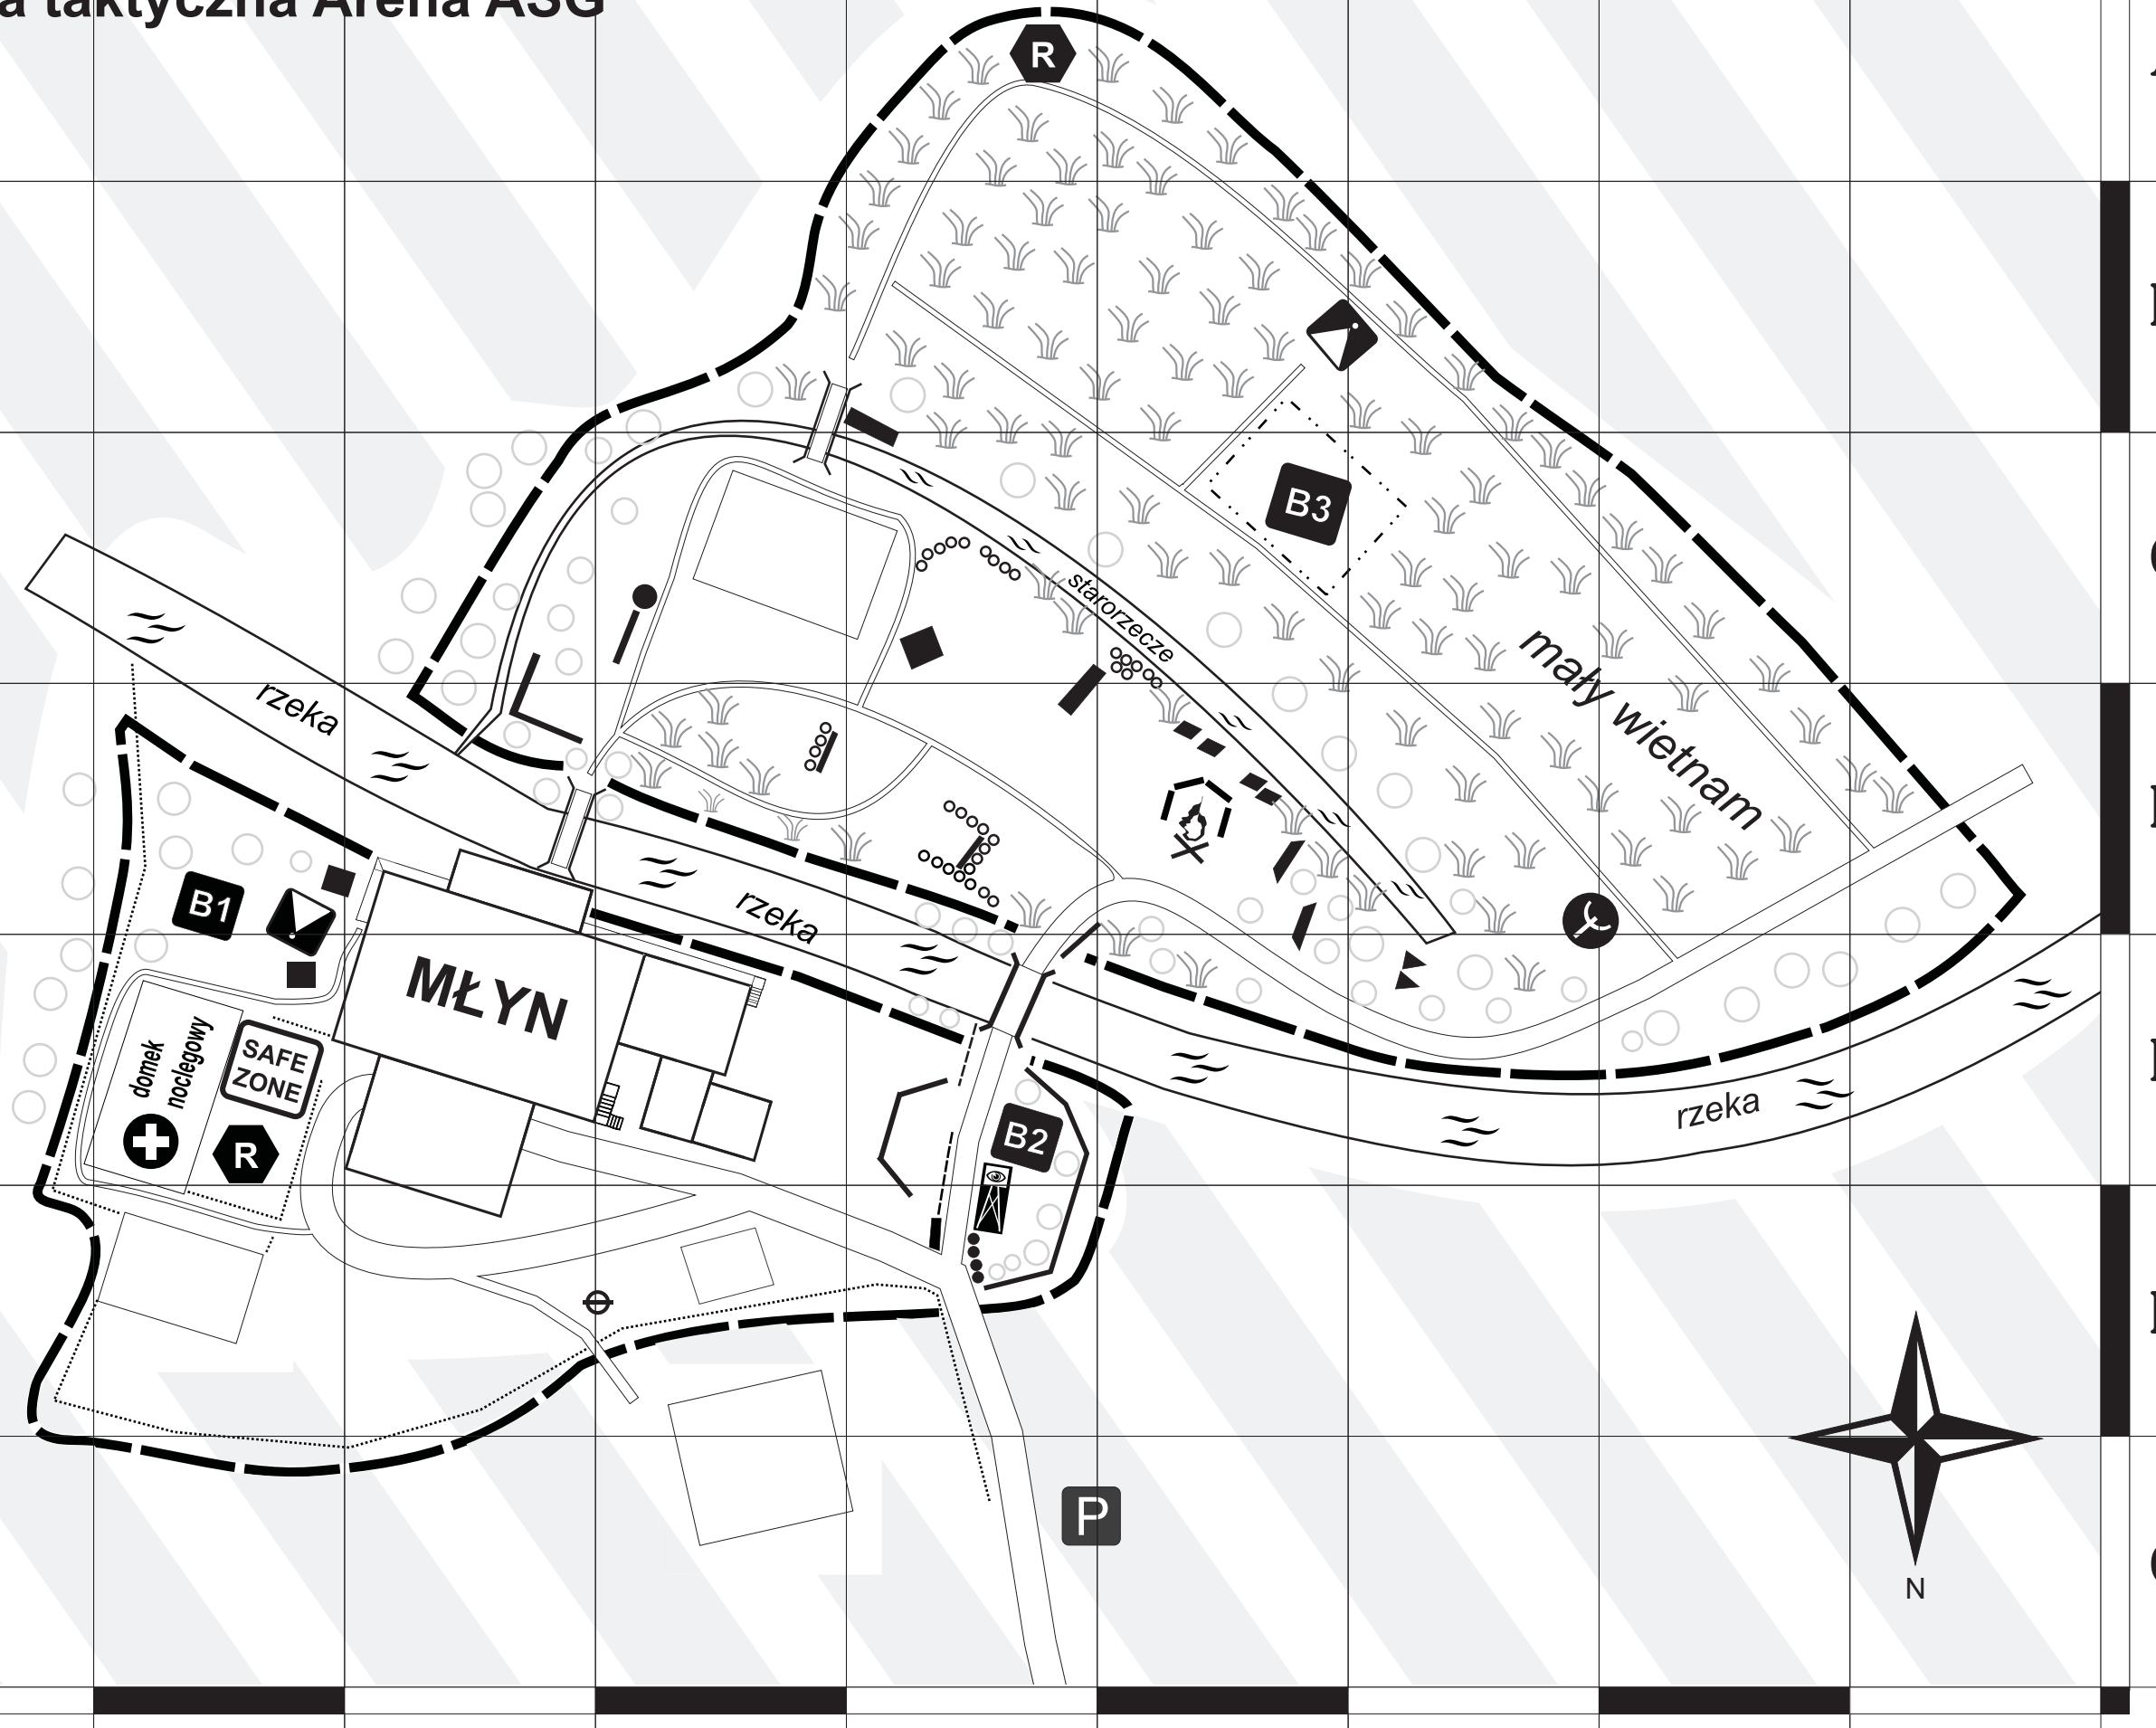 a taktyczna Arena ASG
R
B3
starorzecze
mały wietnam
rzeka
rzeka
B1
MŁYN
domek
noclegowy
SAFE
ZONE
R
B2
rzeka
P
N